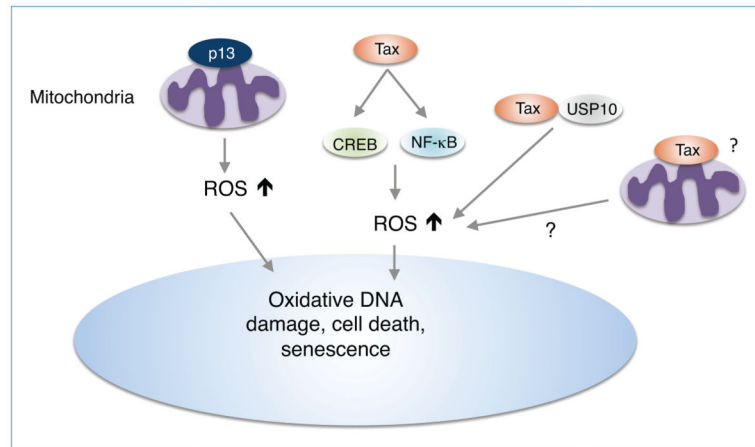 p13
Mitochondria
ROS ↑
Tax
CREB
NF-κB
ROS ↑
Tax
USP10
Tax
?
?
Oxidative DNA
damage, cell death,
senescence